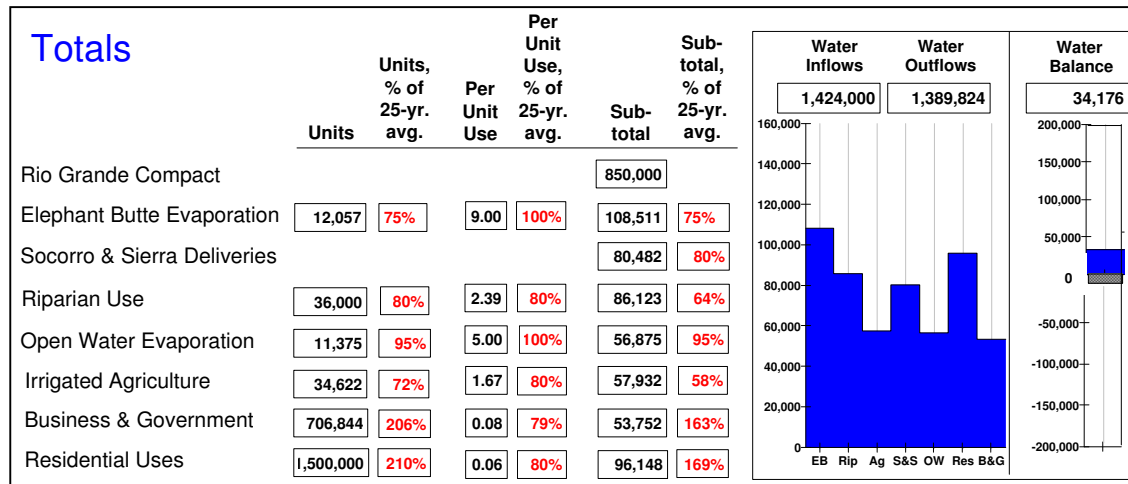 Totals
Units
Units, % of 25-yr. avg.
Per Unit Use
Per Unit Use, % of 25-yr. avg.
Sub-total
Sub-total, % of 25-yr. avg.
Rio Grande Compact 850,000
Elephant Butte Evaporation 12,057 75% 9.00 100% 108,511 75%
Socorro & Sierra Deliveries 80,482 80%
Riparian Use 36,000 80% 2.39 80% 86,123 64%
Open Water Evaporation 11,375 95% 5.00 100% 56,875 95%
Irrigated Agriculture 34,622 72% 1.67 80% 57,932 58%
Business & Government 706,844 206% 0.08 79% 53,752 163%
Residential Uses 1,500,000 210% 0.06 80% 96,148 169%
Water Inflows
1,424,000
Water Outflows
1,389,824
160,000
140,000
120,000
100,000
80,000
60,000
40,000
20,000
0
EB Rip Ag S&S OW Res B&G
Water Balance
34,176
200,000
150,000
100,000
50,000
0
-50,000
-100,000
-150,000
-200,000